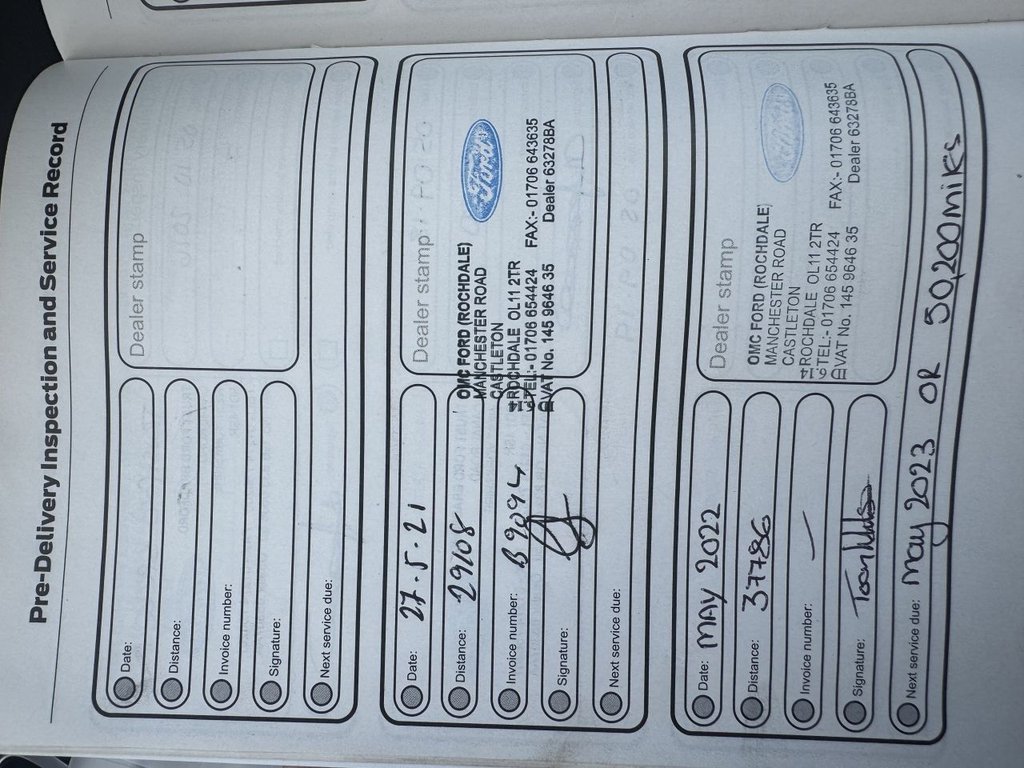 Pre-Delivery Inspection and Service Record
Date:
Distance:
Invoice number:
Signature:
Next service due:
Dealer stamp
Date: 27.5.21
Distance: 29108
Invoice number: B9094
Signature:
Next service due:
Dealer stamp
Ford
OMC FORD (ROCHDALE)
MANCHESTER ROAD
CASTLETON
ROCHDALE OL11 2TR
TEL:- 01706 654424 FAX:- 01706 643635
VAT No. 145 9646 35 Dealer 63278BA
Date: MAY 2022
Distance: 37786
Invoice number: —
Signature: Tony
Next service due: May 2023 OR 50,200 miles
Dealer stamp
Ford
OMC FORD (ROCHDALE)
MANCHESTER ROAD
CASTLETON
ROCHDALE OL11 2TR
TEL:- 01706 654424 FAX:- 01706 643635
VAT No. 145 9646 35 Dealer 63278BA